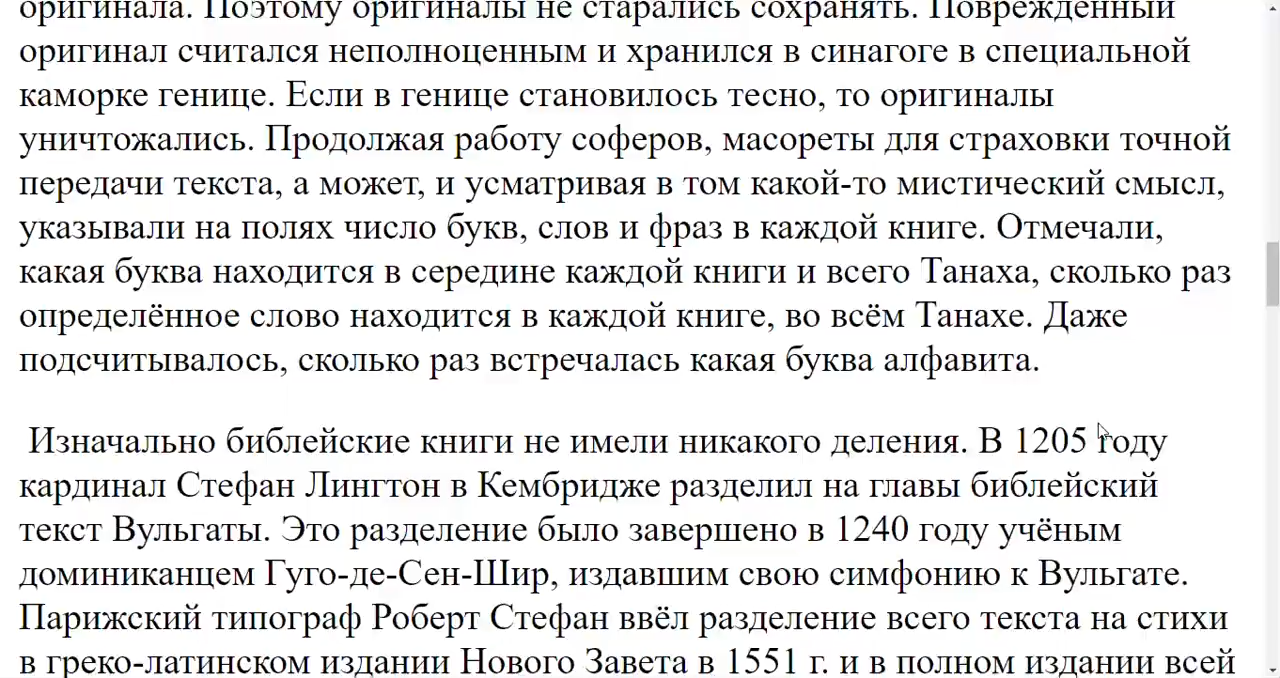 оригинала. Поэтому оригиналы не старались сохранять. Повреждённый
оригинал считался неполноценным и хранился в синагоге в специальной
каморке генице. Если в генице становилось тесно, то оригиналы
уничтожались. Продолжая работу соферов, масореты для страховки точной
передачи текста, а может, и усматривая в том какой-то мистический смысл,
указывали на полях число букв, слов и фраз в каждой книге. Отмечали,
какая буква находится в середине каждой книги и всего Танаха, сколько раз
определённое слово находится в каждой книге, во всём Танахе. Даже
подсчитывалось, сколько раз встречалась какая буква алфавита.
Изначально библейские книги не имели никакого деления. В 1205 году
кардинал Стефан Лингтон в Кембридже разделил на главы библейский
текст Вульгаты. Это разделение было завершено в 1240 году учёным
доминиканцем Гуго-де-Сен-Шир, издавшим свою симфонию к Вульгате.
Парижский типограф Роберт Стефан ввёл разделение всего текста на стихи
в греко-латинском издании Нового Завета в 1551 г. и в полном издании всей